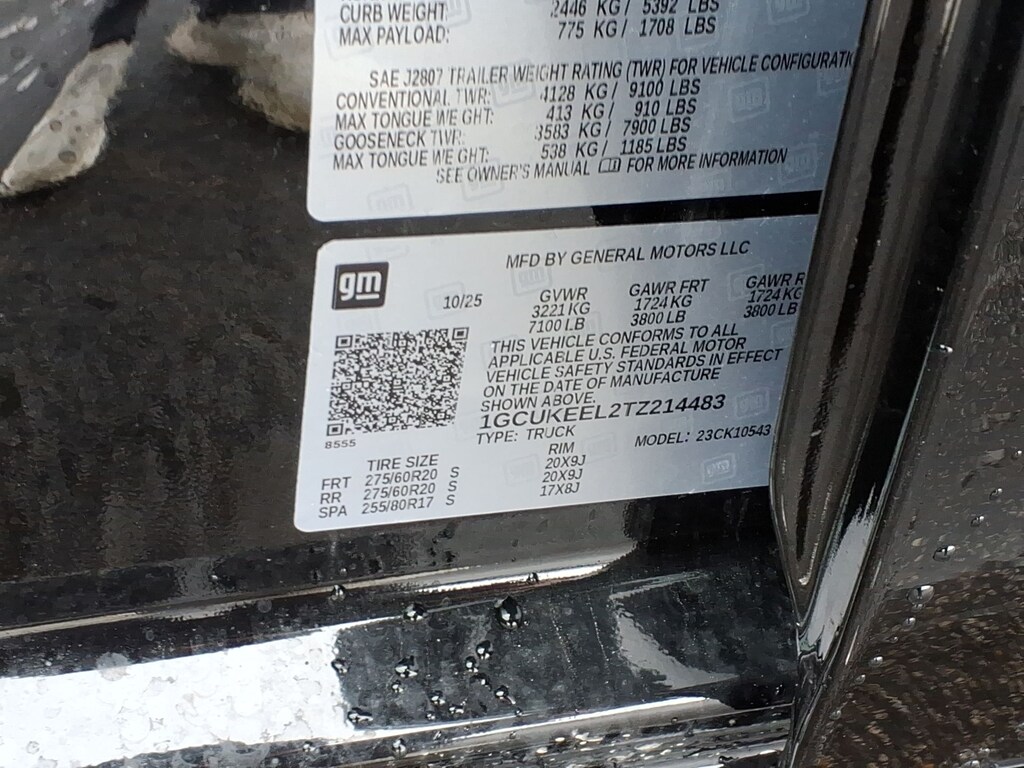 CURB WEIGHT: 2446 KG / 5392 LBS
MAX PAYLOAD: 775 KG / 1708 LBS
SAE J2807 TRAILER WEIGHT RATING (TWR) FOR VEHICLE
CONVENTIONAL TWR: 4128 KG / 9100 LBS
MAX TONGUE WEIGHT: 413 KG / 910 LBS
GOOSENECK TWR: 3583 KG / 7900 LBS
MAX TONGUE WEIGHT: 538 KG / 1185 LBS
SEE OWNER'S MANUAL FOR MORE INFORMATION
gm
MFD BY GENERAL MOTORS LLC
10/25 GVWR GAWR FRT GAWR R
3221 KG 1724 KG 1724 KG
7100 LB 3800 LB 3800 LB
THIS VEHICLE CONFORMS TO ALL
APPLICABLE U.S. FEDERAL MOTOR
VEHICLE SAFETY STANDARDS IN EFFECT
ON THE DATE OF MANUFACTURE
SHOWN ABOVE.
1GCUKEEL2TZ214483
8555
TYPE: TRUCK MODEL: 23CK10543
TIRE SIZE RIM
FRT 275/60R20 S 20X9J
RR 275/60R20 S 20X9J
SPA 255/80R17 S 17X8J